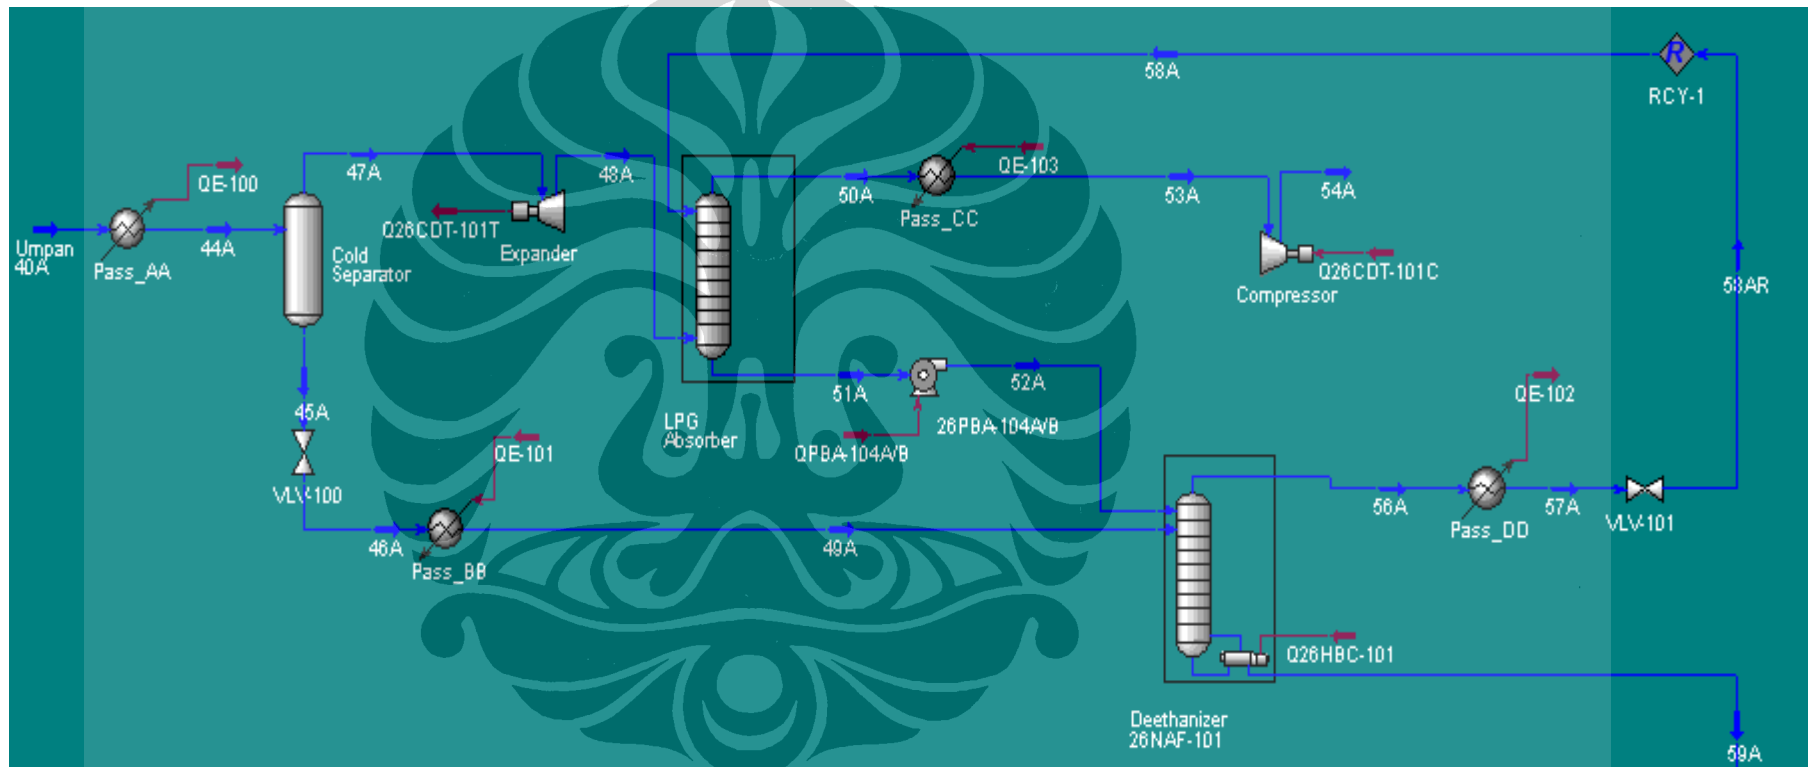 58A
RCY-1
47A
48A
QE-100
QE-103
50A
53A
54A
Pass_CC
Q26CDT-101T
Expander
Umpan
40A
44A
Pass_AA
Cold
Separator
Q26CDT-101C
Compressor
58AR
51A
52A
45A
LPG
Absorber
26PBA-104A/B
QPBA-104A/B
QE-102
QE-101
VLV-100
46A
Pass_BB
49A
56A
57A
Pass_DD
VLV-101
Q26HBC-101
Deethanizer
26NAF-101
59A
R